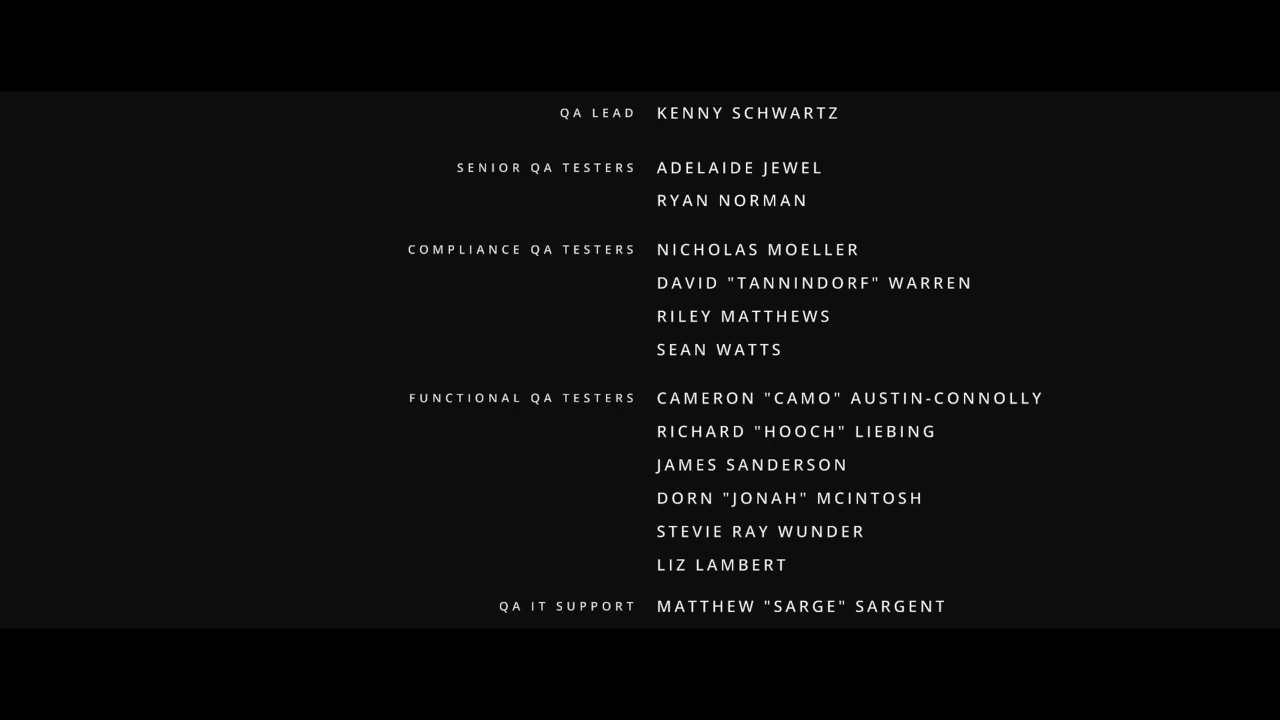 QA LEAD KENNY SCHWARTZ
SENIOR QA TESTERS ADELAIDE JEWEL
RYAN NORMAN
COMPLIANCE QA TESTERS NICHOLAS MOELLER
DAVID "TANNINDORF" WARREN
RILEY MATTHEWS
SEAN WATTS
FUNCTIONAL QA TESTERS CAMERON "CAMO" AUSTIN-CONNOLLY
RICHARD "HOOCH" LIEBING
JAMES SANDERSON
DORN "JONAH" MCINTOSH
STEVIE RAY WUNDER
LIZ LAMBERT
QA IT SUPPORT MATTHEW "SARGE" SARGENT